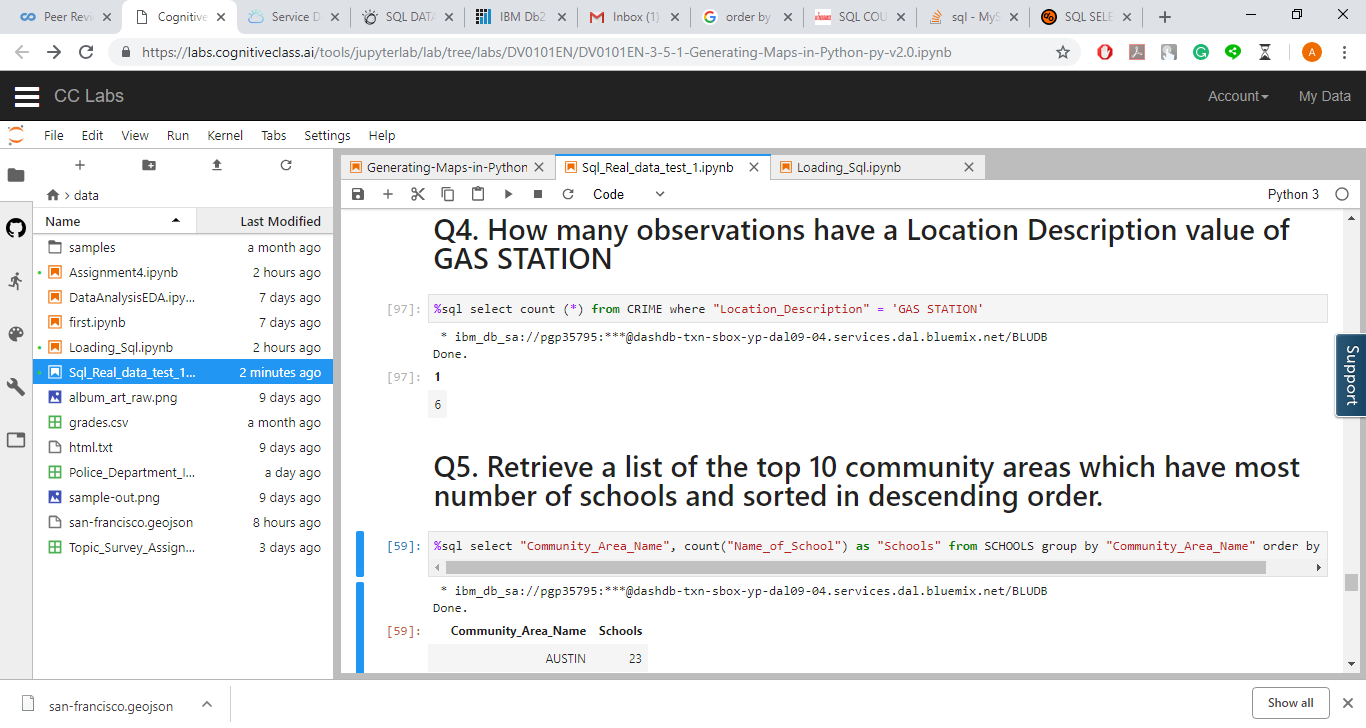 Peer Revi
Cognitive
Service D
SQL DATA
IBM Db2
Inbox (1)
order by
SQL COU
sql - MyS
SQL SELE
https://labs.cognitiveclass.ai/tools/jupyterlab/lab/tree/labs/DV0101EN/DV0101EN-3-5-1-Generating-Maps-in-Python-py-v2.0.ipynb
A
CC Labs
Account
My Data
File Edit View Run Kernel Tabs Settings Help
Generating-Maps-in-Python
Sql_Real_data_test_1.ipynb
Loading_Sql.ipynb
Code
Python 3
> data
Name Last Modified
samples a month ago
Assignment4.ipynb 2 hours ago
DataAnalysisEDA.ipy... 7 days ago
first.ipynb 7 days ago
Loading_Sql.ipynb 2 hours ago
Sql_Real_data_test_1... 2 minutes ago
album_art_raw.png 9 days ago
grades.csv a month ago
html.txt 9 days ago
Police_Department_I... a day ago
sample-out.png 9 days ago
san-francisco.geojson 8 hours ago
Topic_Survey_Assign... 3 days ago
Q4. How many observations have a Location Description value of
GAS STATION
[97]: %sql select count (*) from CRIME where "Location_Description" = 'GAS STATION'
* ibm_db_sa://pgp35795:***@dashdb-txn-sbox-yp-dal09-04.services.dal.bluemix.net/BLUDB
Done.
[97]: 1
6
Q5. Retrieve a list of the top 10 community areas which have most
number of schools and sorted in descending order.
[59]: %sql select "Community_Area_Name", count("Name_of_School") as "Schools" from SCHOOLS group by "Community_Area_Name" order by
* ibm_db_sa://pgp35795:***@dashdb-txn-sbox-yp-dal09-04.services.dal.bluemix.net/BLUDB
Done.
[59]: Community_Area_Name Schools
AUSTIN 23
Support
san-francisco.geojson
Show all